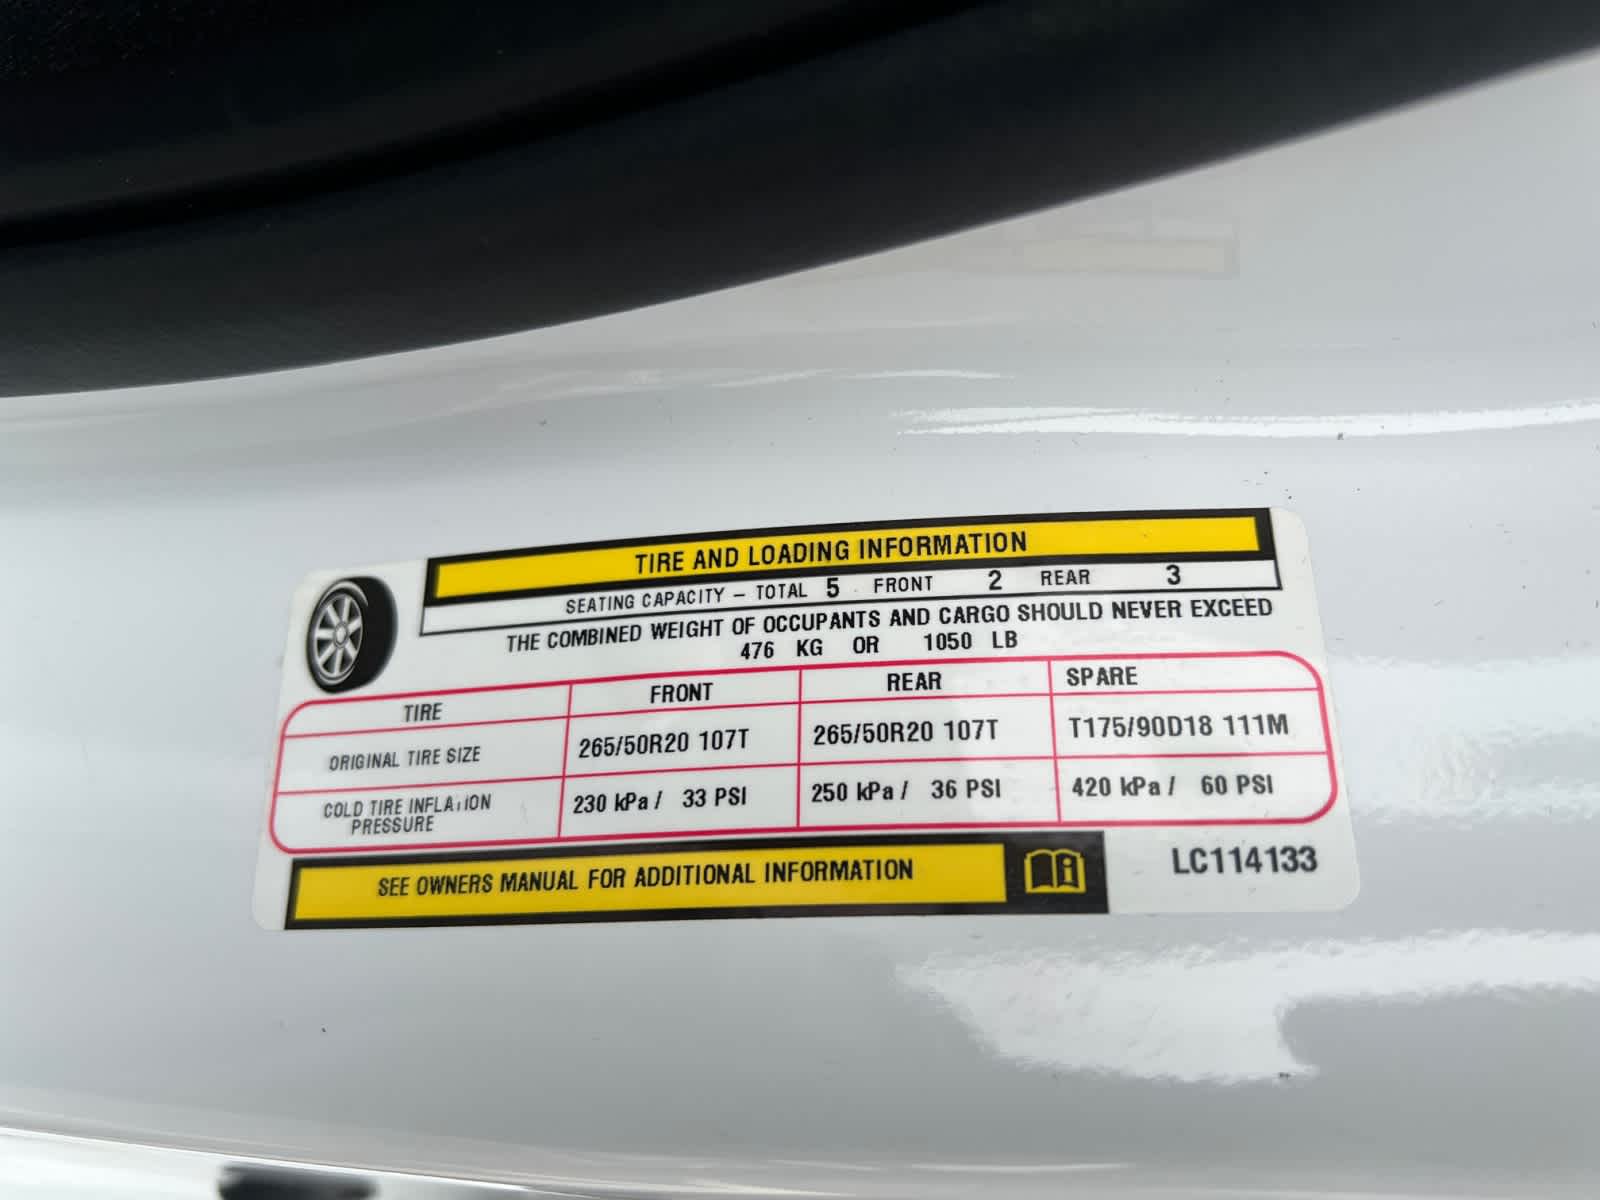 TIRE AND LOADING INFORMATION
SEATING CAPACITY – TOTAL 5 FRONT 2 REAR 3
THE COMBINED WEIGHT OF OCCUPANTS AND CARGO SHOULD NEVER EXCEED
476 KG OR 1050 LB
TIRE FRONT REAR SPARE
ORIGINAL TIRE SIZE 265/50R20 107T 265/50R20 107T T175/90D18 111M
COLD TIRE INFLATION 230 kPa / 33 PSI 250 kPa / 36 PSI 420 kPa / 60 PSI
PRESSURE
SEE OWNERS MANUAL FOR ADDITIONAL INFORMATION
LC114133